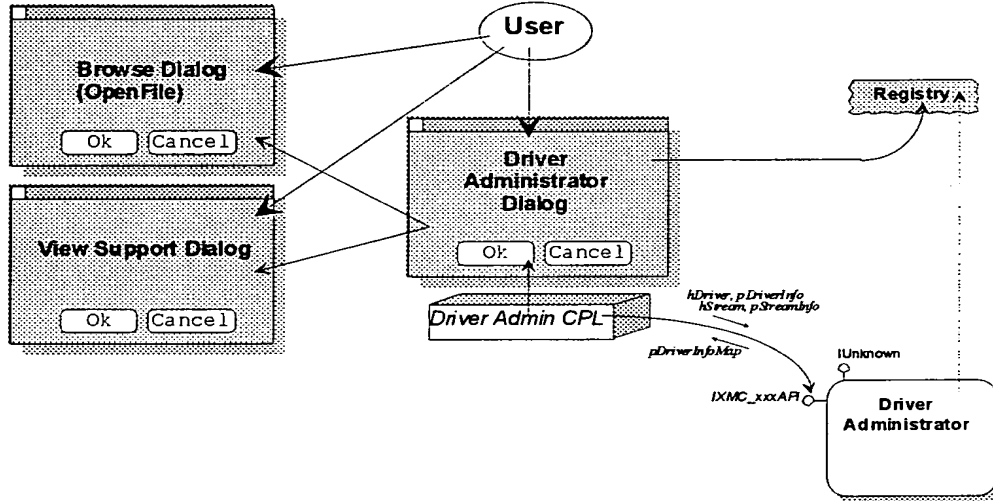 User
Browse Dialog
(OpenFile)
Ok
Cancel
Registry
Driver
Administrator
Dialog
Ok
Cancel
View Support Dialog
Ok
Cancel
Driver Admin CPL
hDriver, pDriverInfo
hStream, pStreamInfo
pDriverInfoMap
IUnknown
IXMC_xxxAPI
Driver
Administrator